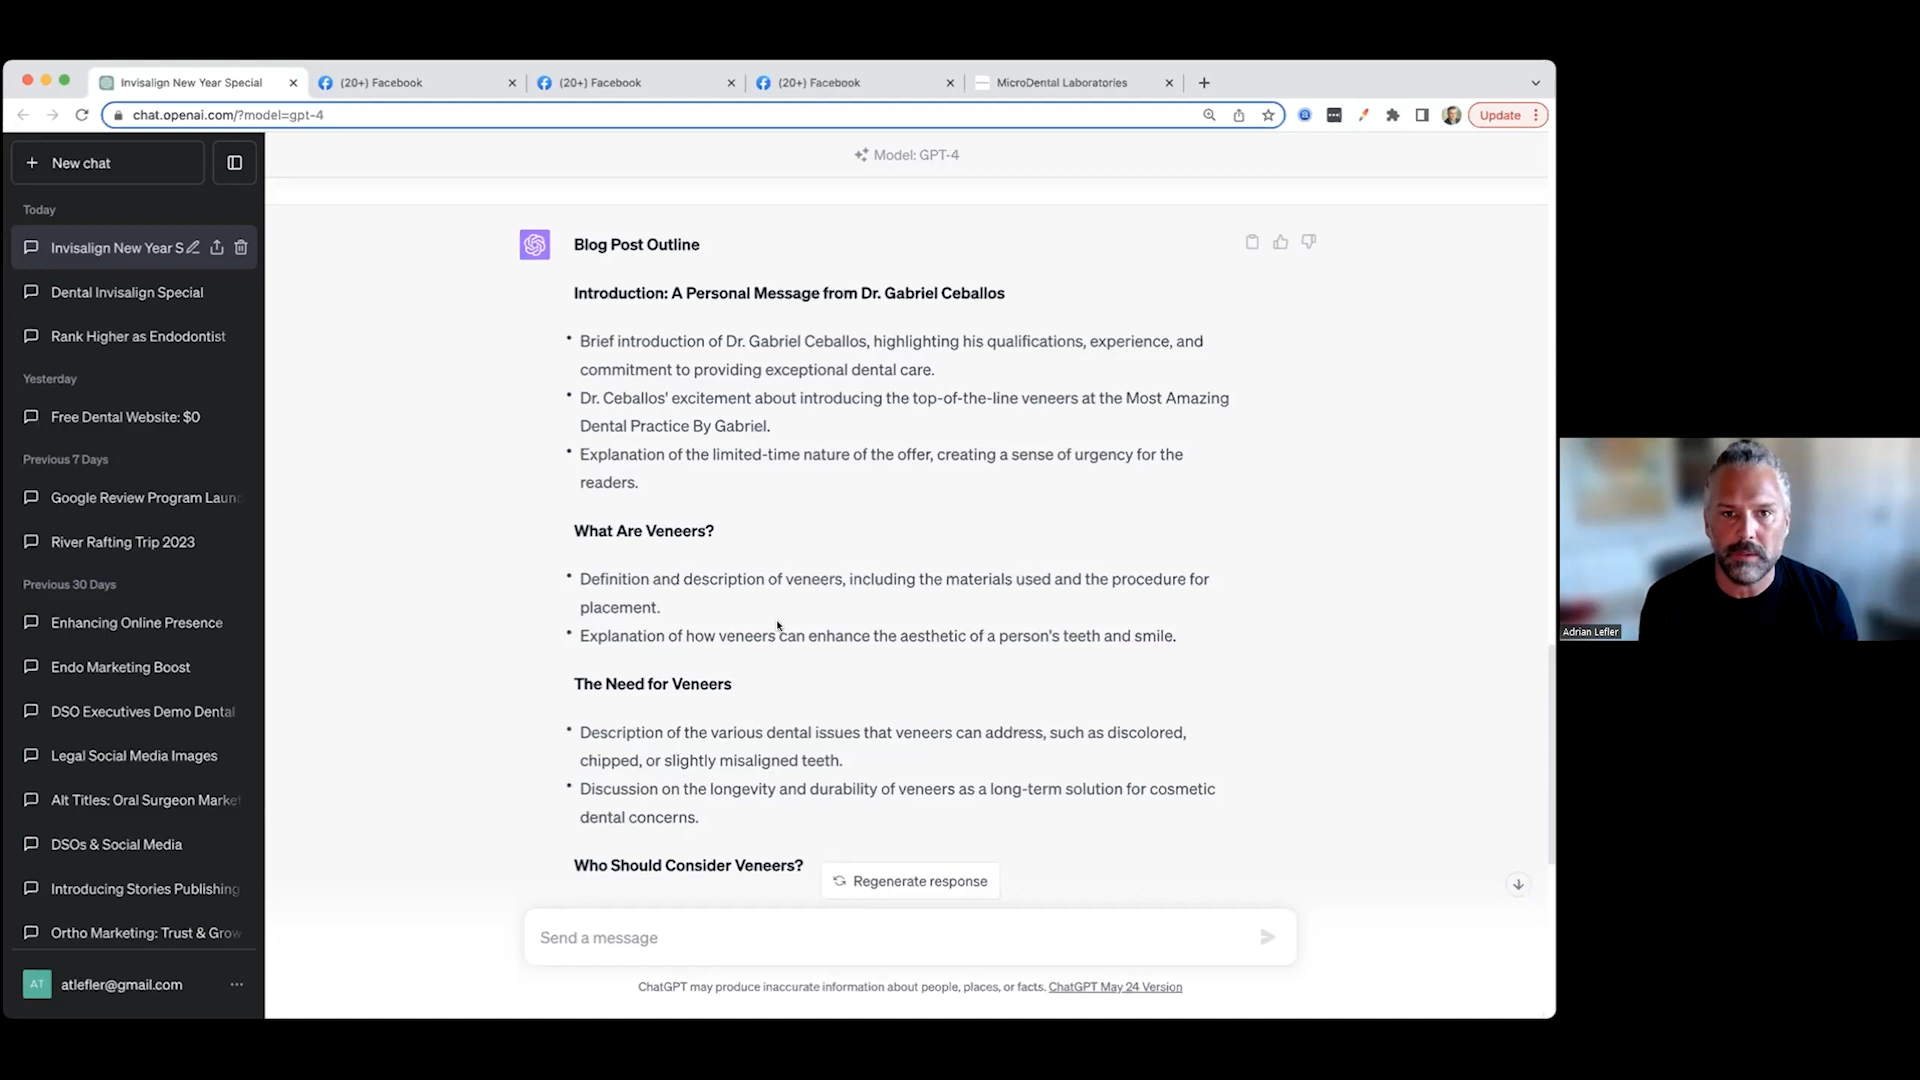 Invisalign New Year Special
(20+) Facebook
(20+) Facebook
(20+) Facebook
MicroDental Laboratories
chat.openai.com/?model=gpt-4
Update
New chat
Model: GPT-4
Today
Invisalign New Year S
Dental Invisalign Special
Rank Higher as Endodontist
Yesterday
Free Dental Website: $0
Previous 7 Days
Google Review Program Laun
River Rafting Trip 2023
Previous 30 Days
Enhancing Online Presence
Endo Marketing Boost
DSO Executives Demo Dental
Legal Social Media Images
Alt Titles: Oral Surgeon Market
DSOs & Social Media
Introducing Stories Publishing
Ortho Marketing: Trust & Grow
AT
atlefler@gmail.com
Blog Post Outline
Introduction: A Personal Message from Dr. Gabriel Ceballos
• Brief introduction of Dr. Gabriel Ceballos, highlighting his qualifications, experience, and
commitment to providing exceptional dental care.
• Dr. Ceballos' excitement about introducing the top-of-the-line veneers at the Most Amazing
Dental Practice By Gabriel.
• Explanation of the limited-time nature of the offer, creating a sense of urgency for the
readers.
What Are Veneers?
• Definition and description of veneers, including the materials used and the procedure for
placement.
• Explanation of how veneers can enhance the aesthetic of a person's teeth and smile.
The Need for Veneers
• Description of the various dental issues that veneers can address, such as discolored,
chipped, or slightly misaligned teeth.
• Discussion on the longevity and durability of veneers as a long-term solution for cosmetic
dental concerns.
Who Should Consider Veneers?
Regenerate response
Send a message
ChatGPT may produce inaccurate information about people, places, or facts. ChatGPT May 24 Version
Adrian Lefler